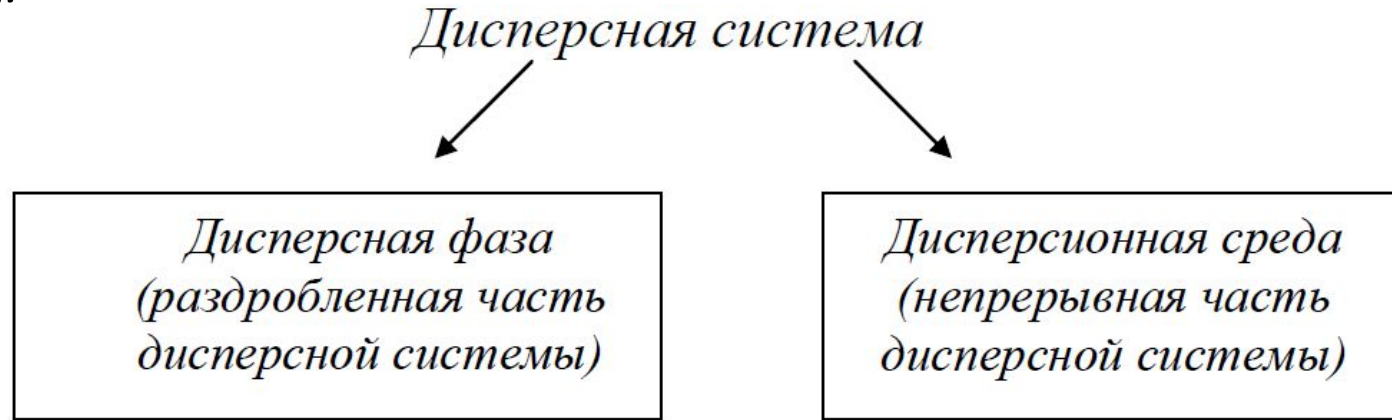 Дисперсная система
Дисперсная фаза
(раздробленная часть
дисперсной системы)
Дисперсионная среда
(непрерывная часть
дисперсной системы)